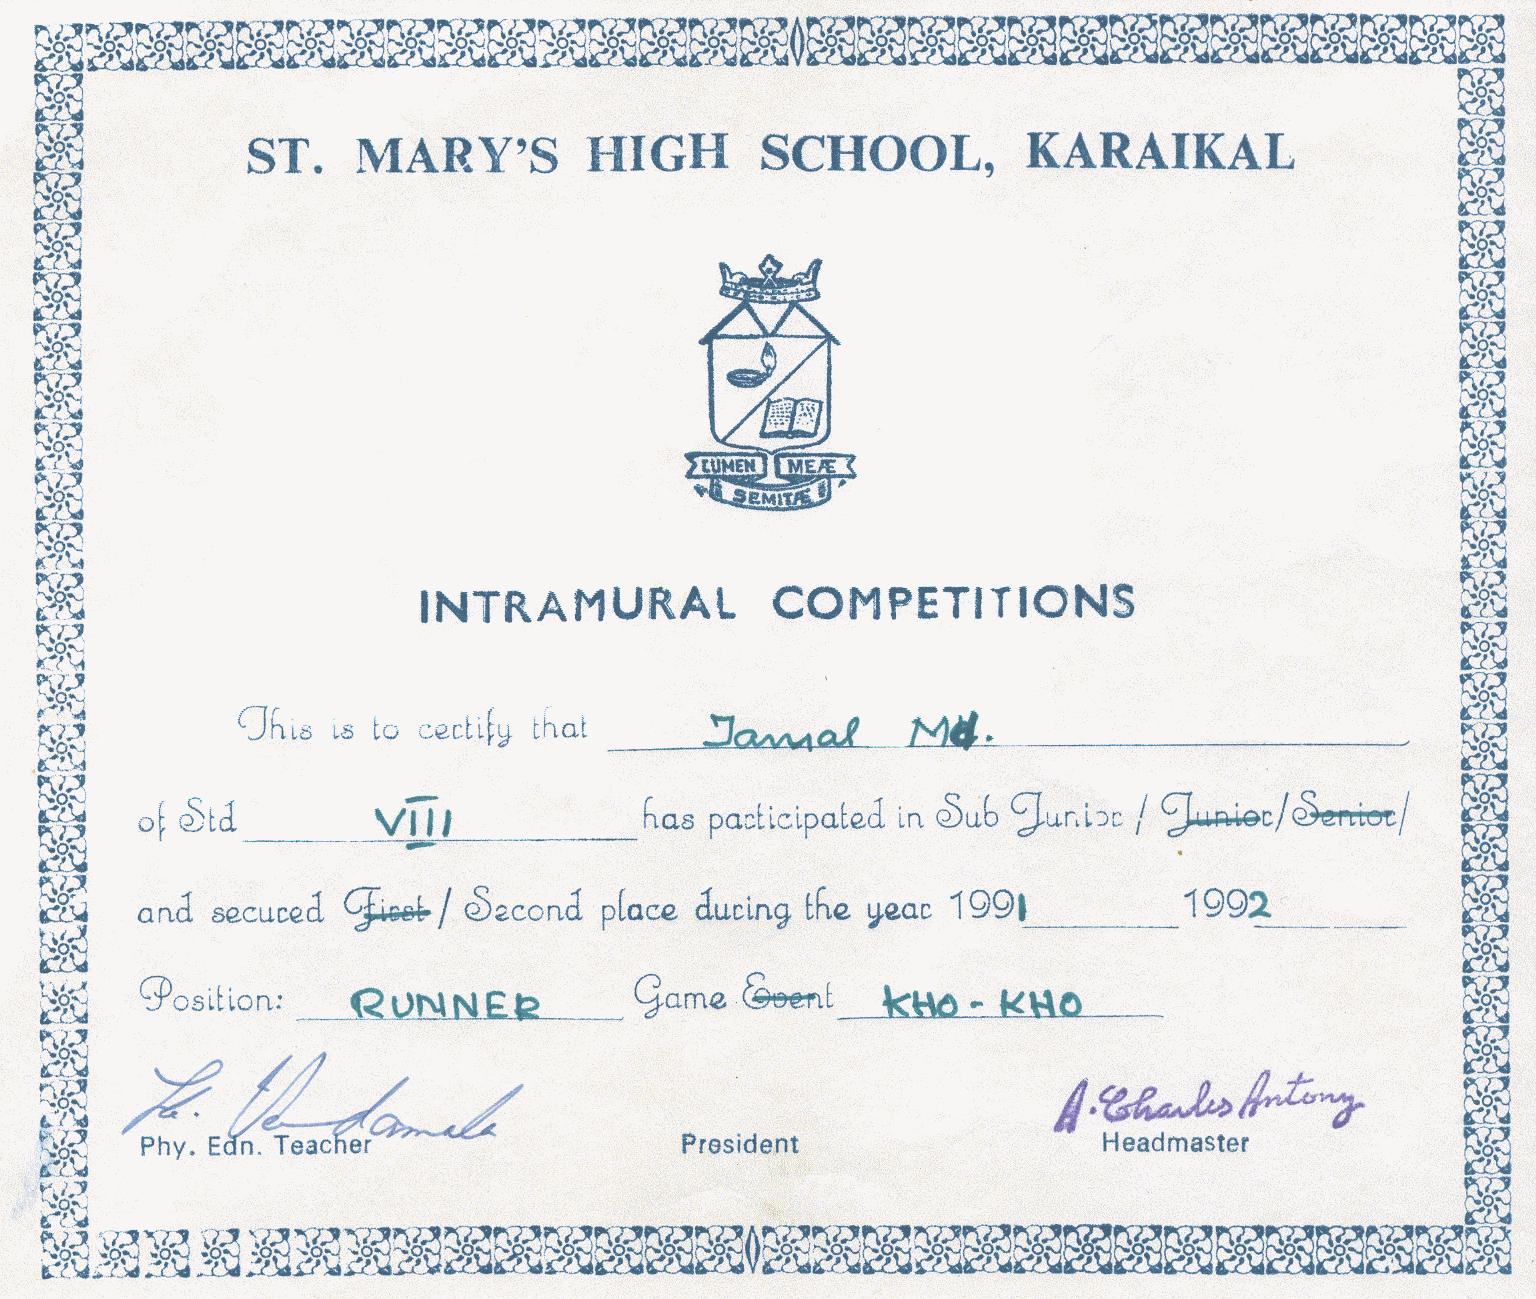 ST. MARY'S HIGH SCHOOL, KARAIKAL
LUMEN MEÆ
SEMITÆ
INTRAMURAL COMPETITIONS
This is to certify that Jamal Md.
of Std VIII has participated in Sub Junior / Junior/Senior/
and secured First / Second place during the year 1991 1992
Position: RUNNER Game Event KHO-KHO
A. Charles Antony
Phy. Edn. Teacher President Headmaster